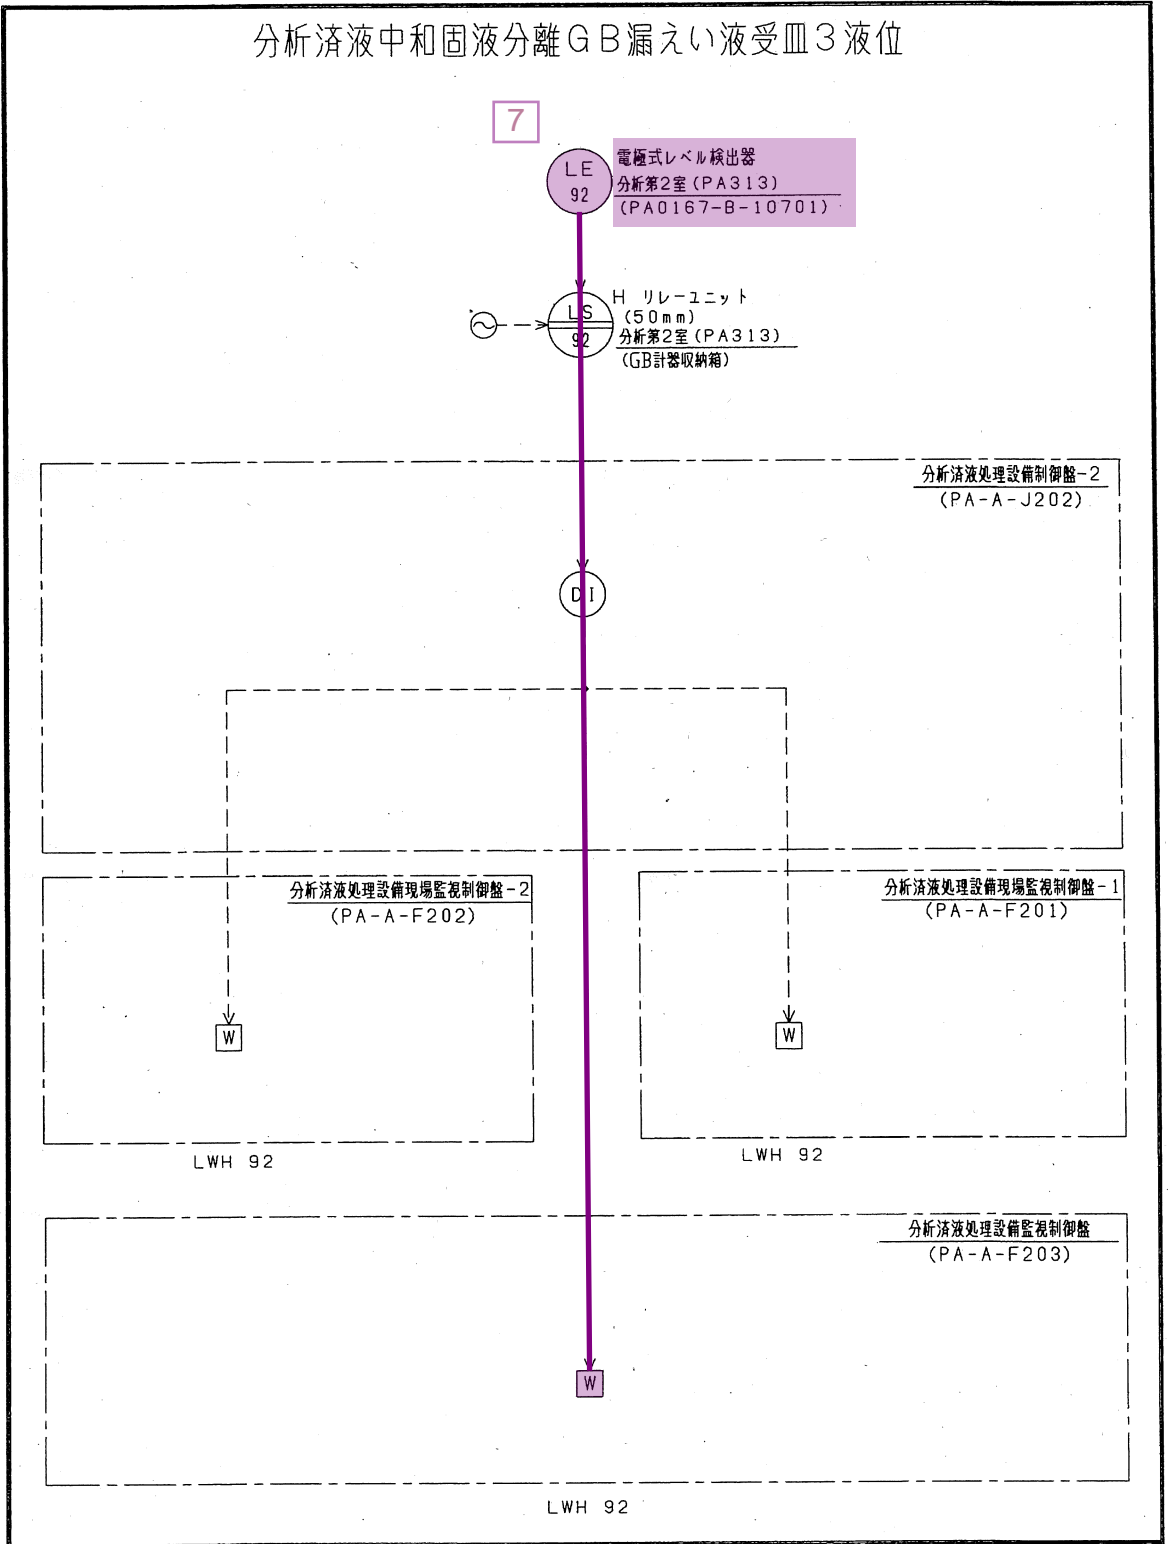 分析済液中和固液分離GB漏えい液受皿3液位
7
LE
92
電極式レベル検出器
分析第2室(PA313)
(PA0167-B-10701)
LS
92
H リレーユニット
(50mm)
分析第2室(PA313)
(GB計器収納箱)
分析済液処理設備制御盤-2
(PA-A-J202)
DI
分析済液処理設備現場監視制御盤-2
(PA-A-F202)
分析済液処理設備現場監視制御盤-1
(PA-A-F201)
W
W
LWH 92
LWH 92
分析済液処理設備監視制御盤
(PA-A-F203)
W
LWH 92